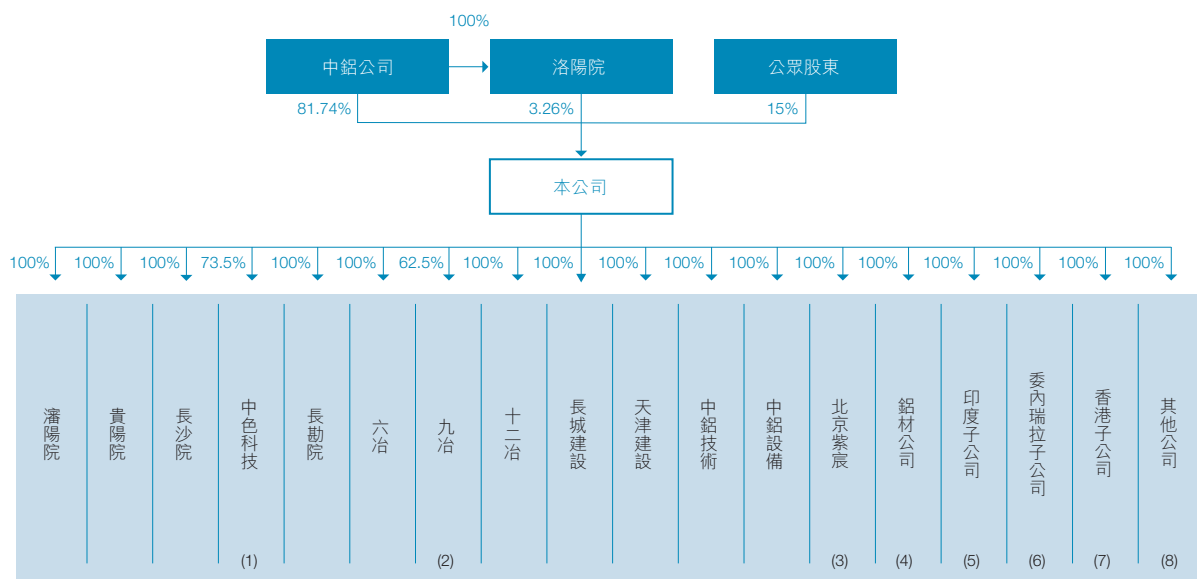 100%
中鋁公司
洛陽院
公眾股東
81.74%
3.26%
15%
本公司
100% 100% 100% 73.5% 100% 100% 62.5% 100% 100% 100% 100% 100% 100% 100% 100% 100% 100% 100%
瀋陽院
貴陽院
長沙院
中色科技
長勘院
六冶
九冶
十二冶
長城建設
天津建設
中鋁技術
中鋁設備
北京紫宸
鋁材公司
印度子公司
委內瑞拉子公司
香港子公司
其他公司
(1) (2) (3) (4) (5) (6) (7) (8)